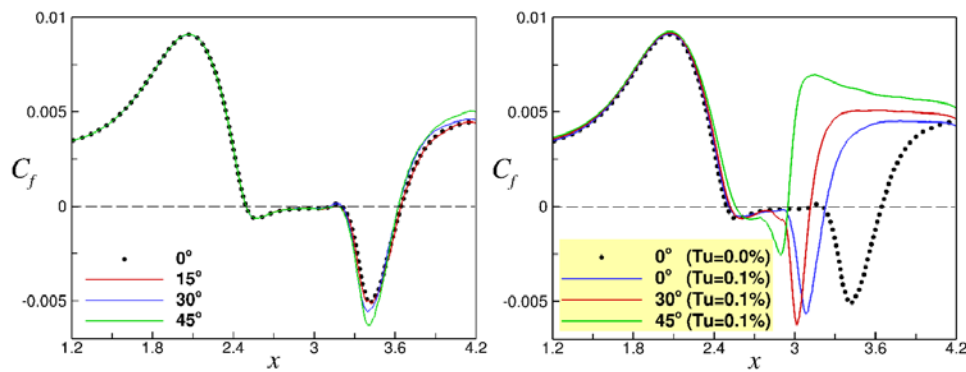 0.01
0.005
C_f
0
-0.005
0°
15°
30°
45°
1.2 1.8 2.4 3 3.6 4.2
x
0.01
0.005
C_f
0
-0.005
0° (Tu=0.0%)
0° (Tu=0.1%)
30° (Tu=0.1%)
45° (Tu=0.1%)
1.2 1.8 2.4 3 3.6 4.2
x